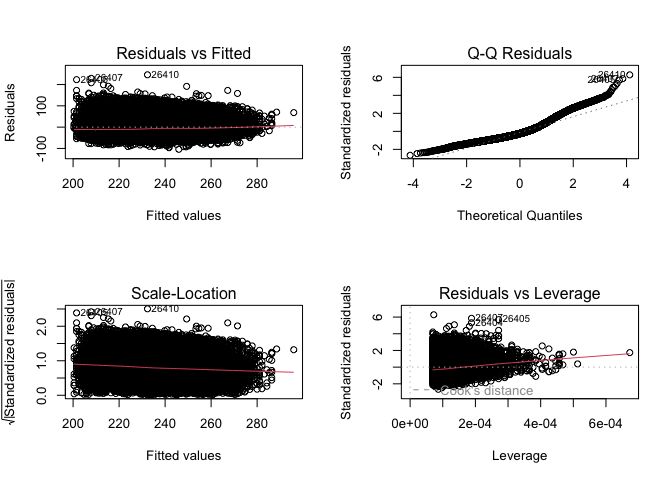 Residuals vs Fitted
Residuals
-100
100
26407
26410
200
220
240
260
280
Fitted values
Q-Q Residuals
Standardized residuals
-2
2
6
26410
-4
-2
0
2
4
Theoretical Quantiles
Scale-Location
√|Standardized residuals|
0.0
1.0
2.0
26407
26410
200
220
240
260
280
Fitted values
Residuals vs Leverage
Standardized residuals
-2
2
6
26407
26405
26404
Cook's distance
0e+00
2e-04
4e-04
6e-04
Leverage